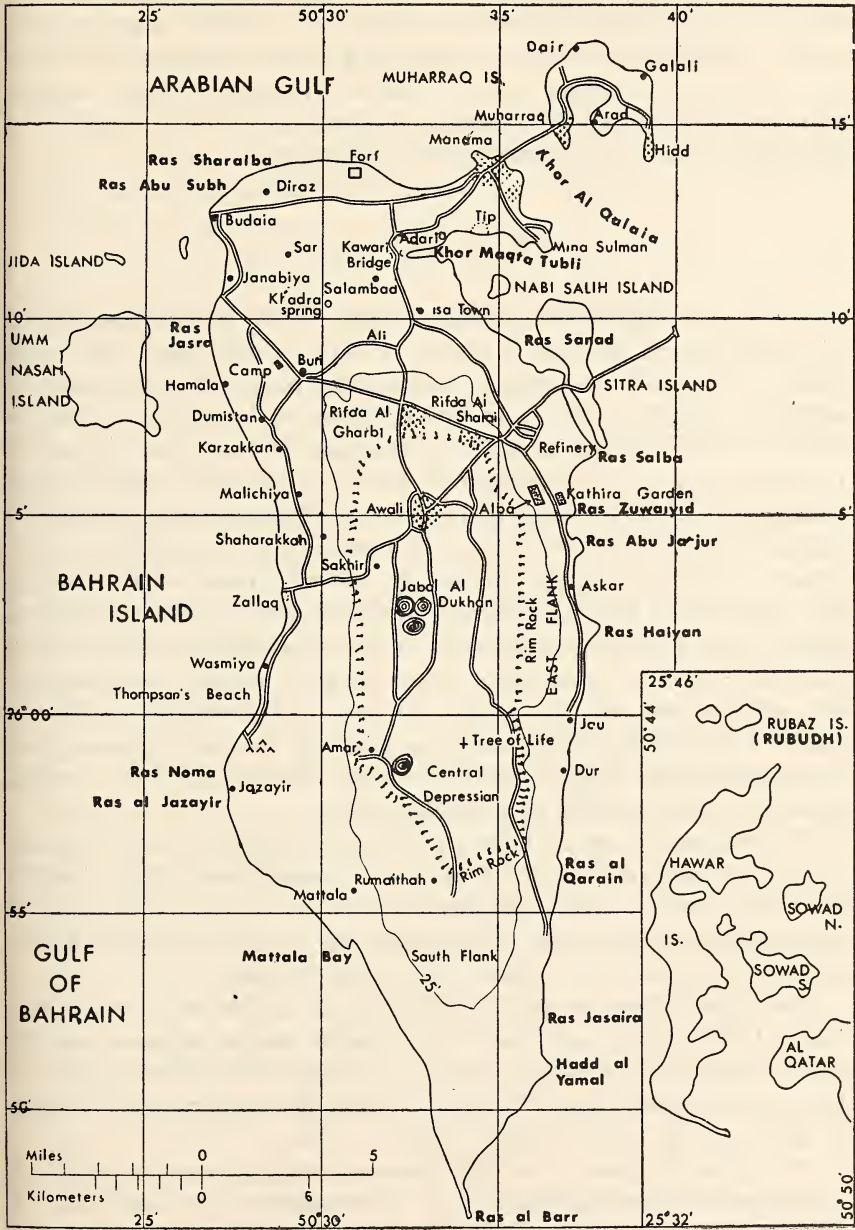 25'
50°30'
35'
40'
Dair
Galali
ARABIAN GULF
MUHARRAQ IS.
Muharraq
Arad
15'
Manama
Hidd
Khor Al Qalaia
Ras Sharaiba
Fort
Ras Abu Subh
Diraz
Budaia
Tip
Adari
Mina Sulman
Sar
Kawari
Bridge
Khor Maqta Tubli
JIDA ISLAND
Janabiya
Salambad
NABI SALIH ISLAND
Khadra
spring
Isa Town
10'
10'
UMM
NASAN
ISLAND
Ras
Jasra
Ali
Ras Sanad
Camp
Buri
Hamala
SITRA ISLAND
Dumistan
Rifda Al
Gharbi
Rifda Al
Sharqi
Karzakkan
Refinery
Ras Salba
Malichiya
Kathira Garden
Awali
Alba
Ras Zuwaiyid
5'
5'
Shaharakkah
Ras Abu Jarjur
Sakhir
BAHRAIN
ISLAND
Zallaq
Jabal Al
Dukhan
Askar
Rim Rock
EAST FLANK
Ras Haiyan
Wasmiya
Thompsan's Beach
26°00'
Jou
Amar
Tree of Life
Ras Noma
Central
Depressian
Dur
Ras al Jazayir
Jazayir
Rumaithah
Rim Rock
Ras al
Qarain
Mattala
55'
55'
GULF
OF
BAHRAIN
Mattala Bay
Sauth Flank
25'
Ras Jasaira
Hadd al
Yamal
50'
Miles
0
5
Kilometers
0
6
Ras al Barr
25'
50°30'
25°46'
50°44'
RUBAZ IS.
(RUBUDH)
HAWAR
IS.
SOWAD
N.
SOWAD
S.
AL
QATAR
25°32'
50°50'